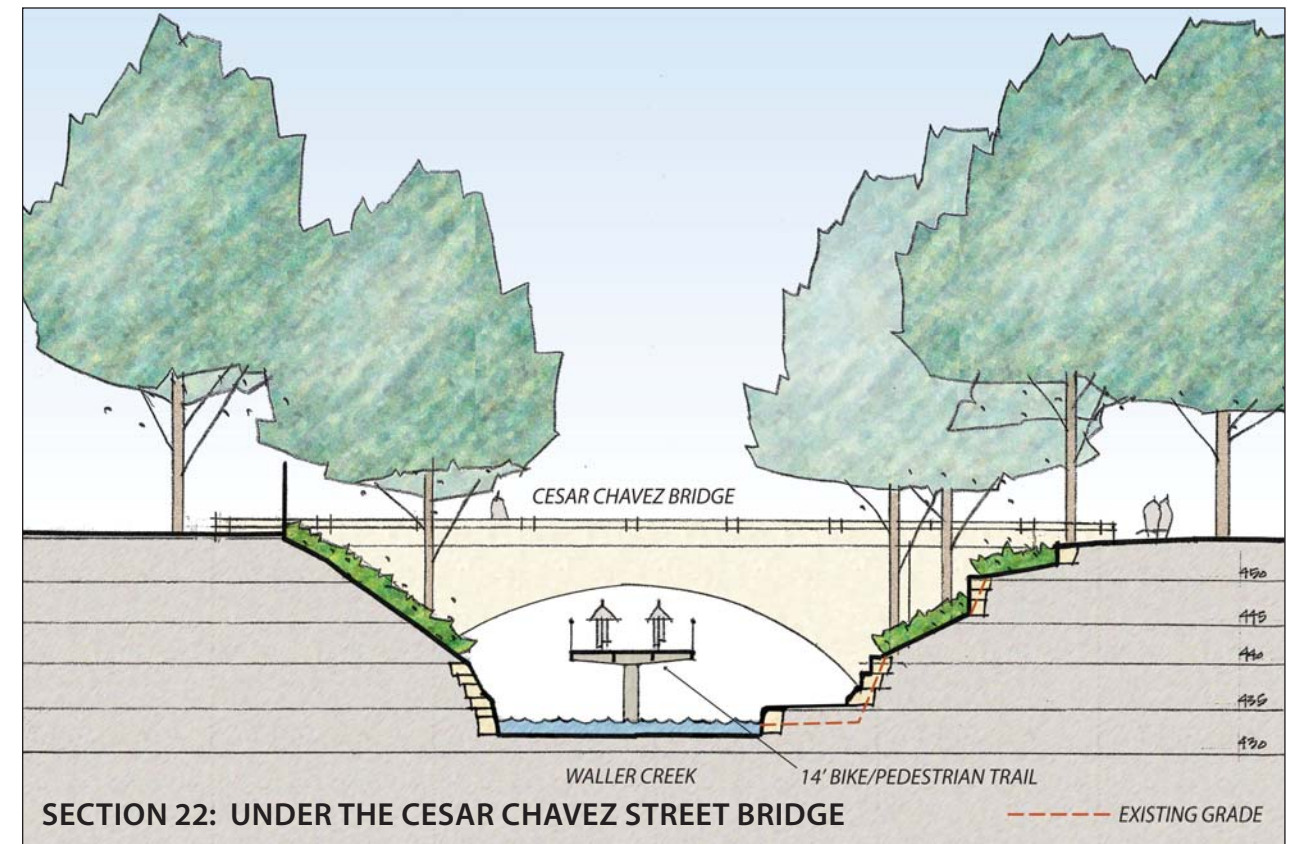 CESAR CHAVEZ BRIDGE
450
445
440
435
430
WALLER CREEK
14' BIKE/PEDESTRIAN TRAIL
SECTION 22: UNDER THE CESAR CHAVEZ STREET BRIDGE
EXISTING GRADE